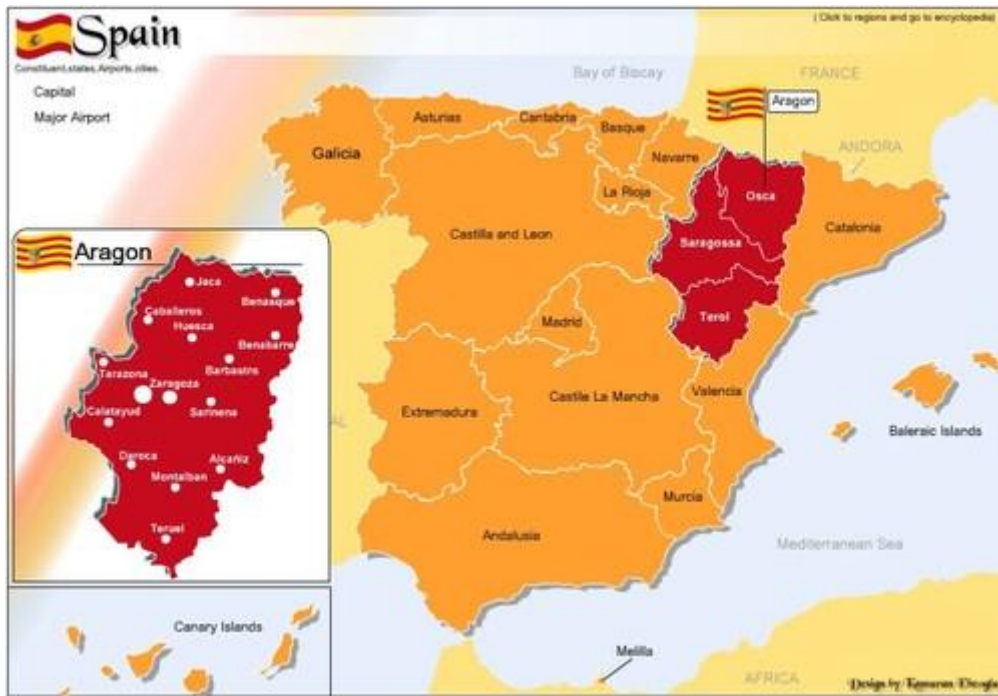 Spain
( Click to regions and go to encyclopedia)
Constituent states, Airports, cities.
Capital
Major Airport
Bay of Biscay
FRANCE
Aragon
ANDORA
Asturias
Cantabria
Basque
Navarre
Galicia
La Rioja
Osca
Castilla and Leon
Saragossa
Catalonia
Terol
Madrid
Extremadura
Castile La Mancha
Valencia
Baleraic Islands
Murcia
Andalusia
Mediterranean Sea
Melilla
AFRICA
Aragon
Jaca
Benasque
Caballeros
Huesca
Benabarre
Tarazona
Barbastro
Zaragoza
Sarinena
Calatayud
Daroca
Alcañiz
Montalban
Teruel
Canary Islands
Design by